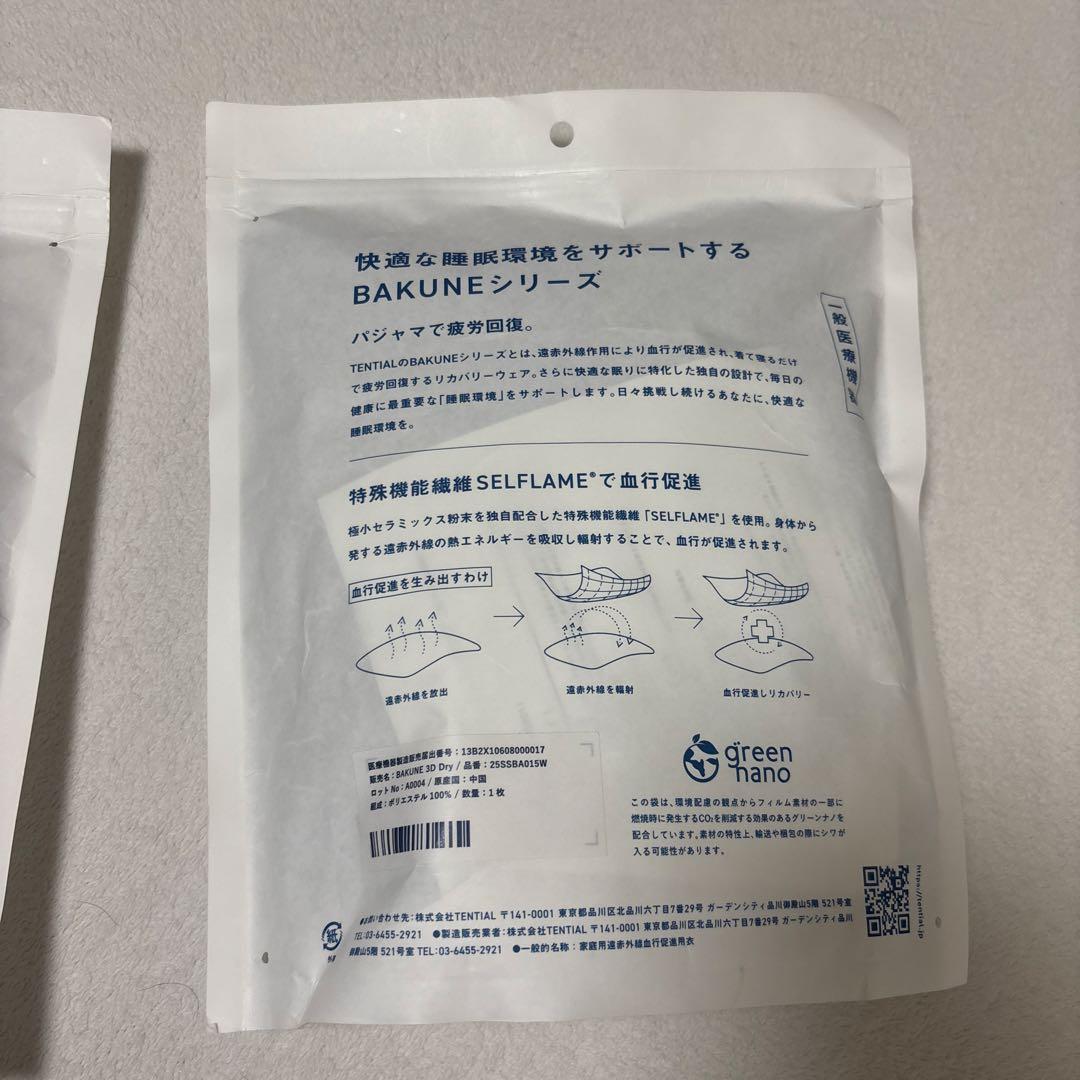 快適な睡眠環境をサポートする
BAKUNEシリーズ
パジャマで疲労回復。
TENTIALのBAKUNEシリーズとは、遠赤外線作用により血行が促進され、着て寝るだけ
で疲労回復するリカバリーウェア。さらに快適な眠りに特化した独自の設計で、毎日の
健康に最重要な「睡眠環境」をサポートします。日々挑戦し続けるあなたに、快適な
睡眠環境を。
一般医療機器
特殊機能繊維SELFLAME®で血行促進
極小セラミックス粉末を独自配合した特殊機能繊維「SELFLAME®」を使用。身体から
発する遠赤外線の熱エネルギーを吸収し輻射することで、血行が促進されます。
血行促進を生み出すわけ
遠赤外線を放出
遠赤外線を輻射
血行促進しリカバリー
医療機器製造販売届出番号：13B2X10608000017
販売名：BAKUNE 3D Dry / 品番：25SSBA015W
ロットNo：A0004 / 原産国：中国
組成：ポリエステル100% / 数量：1枚
green
nano
この袋は、環境配慮の観点からフィルム素材の一部に
燃焼時に発生するCO₂を削減する効果のあるグリーンナノを
配合しています。素材の特性上、輸送や梱包の際にシワが
入る可能性があります。
https://tential.jp
紙
外装
●お問い合わせ先：株式会社TENTIAL 〒141-0001 東京都品川区北品川六丁目7番29号 ガーデンシティ品川御殿山5階 521号室
TEL:03-6455-2921 ●製造販売業者：株式会社TENTIAL 〒141-0001 東京都品川区北品川六丁目7番29号 ガーデンシティ品川
御殿山5階 521号室 TEL：03-6455-2921 ●一般的名称：家庭用遠赤外線血行促進用衣